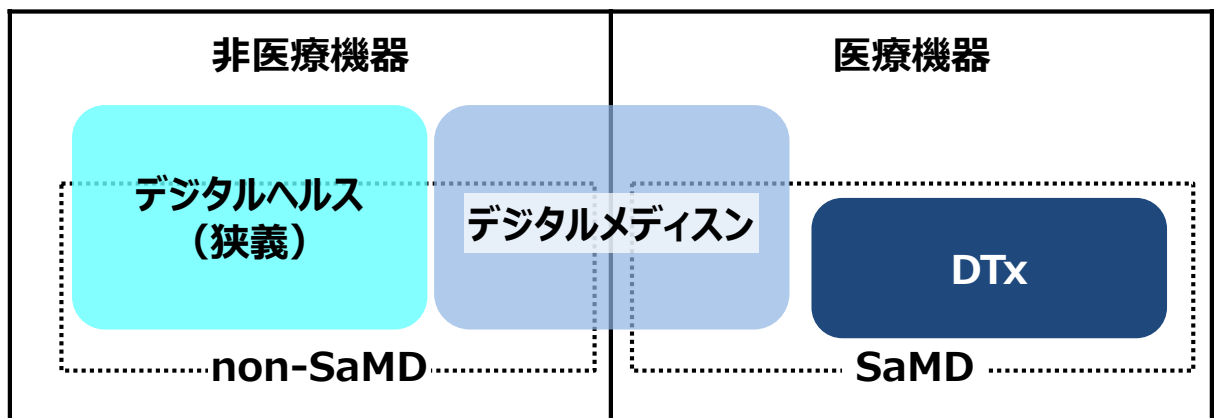 非医療機器
医療機器
デジタルヘルス
（狭義）
デジタルメディスン
DTx
non-SaMD
SaMD